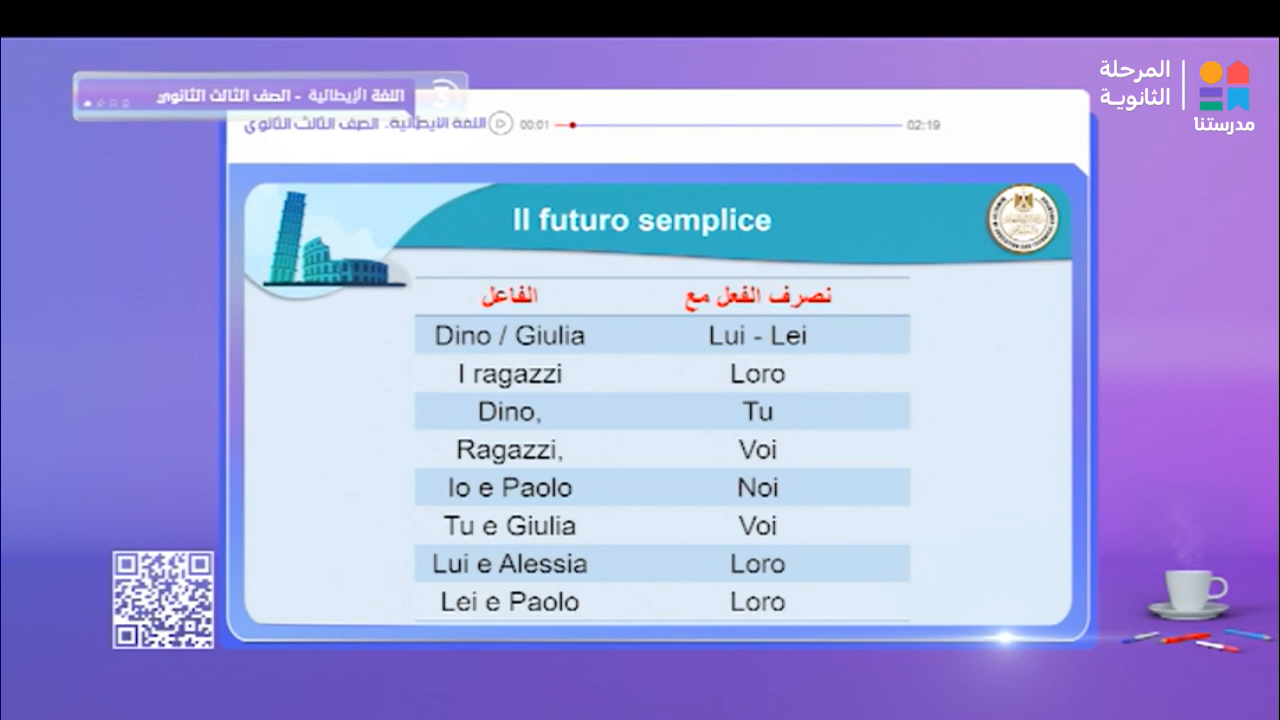 المرحلة
الثانوية
مدرستنا
اللغة الإيطالية - الصف الثالث الثانوي
اللغة الايطالية. الصف الثالث الثانوى
00:01
02:19
Il futuro semplice
الفاعل نصرف الفعل مع
Dino / Giulia Lui - Lei
I ragazzi Loro
Dino, Tu
Ragazzi, Voi
Io e Paolo Noi
Tu e Giulia Voi
Lui e Alessia Loro
Lei e Paolo Loro